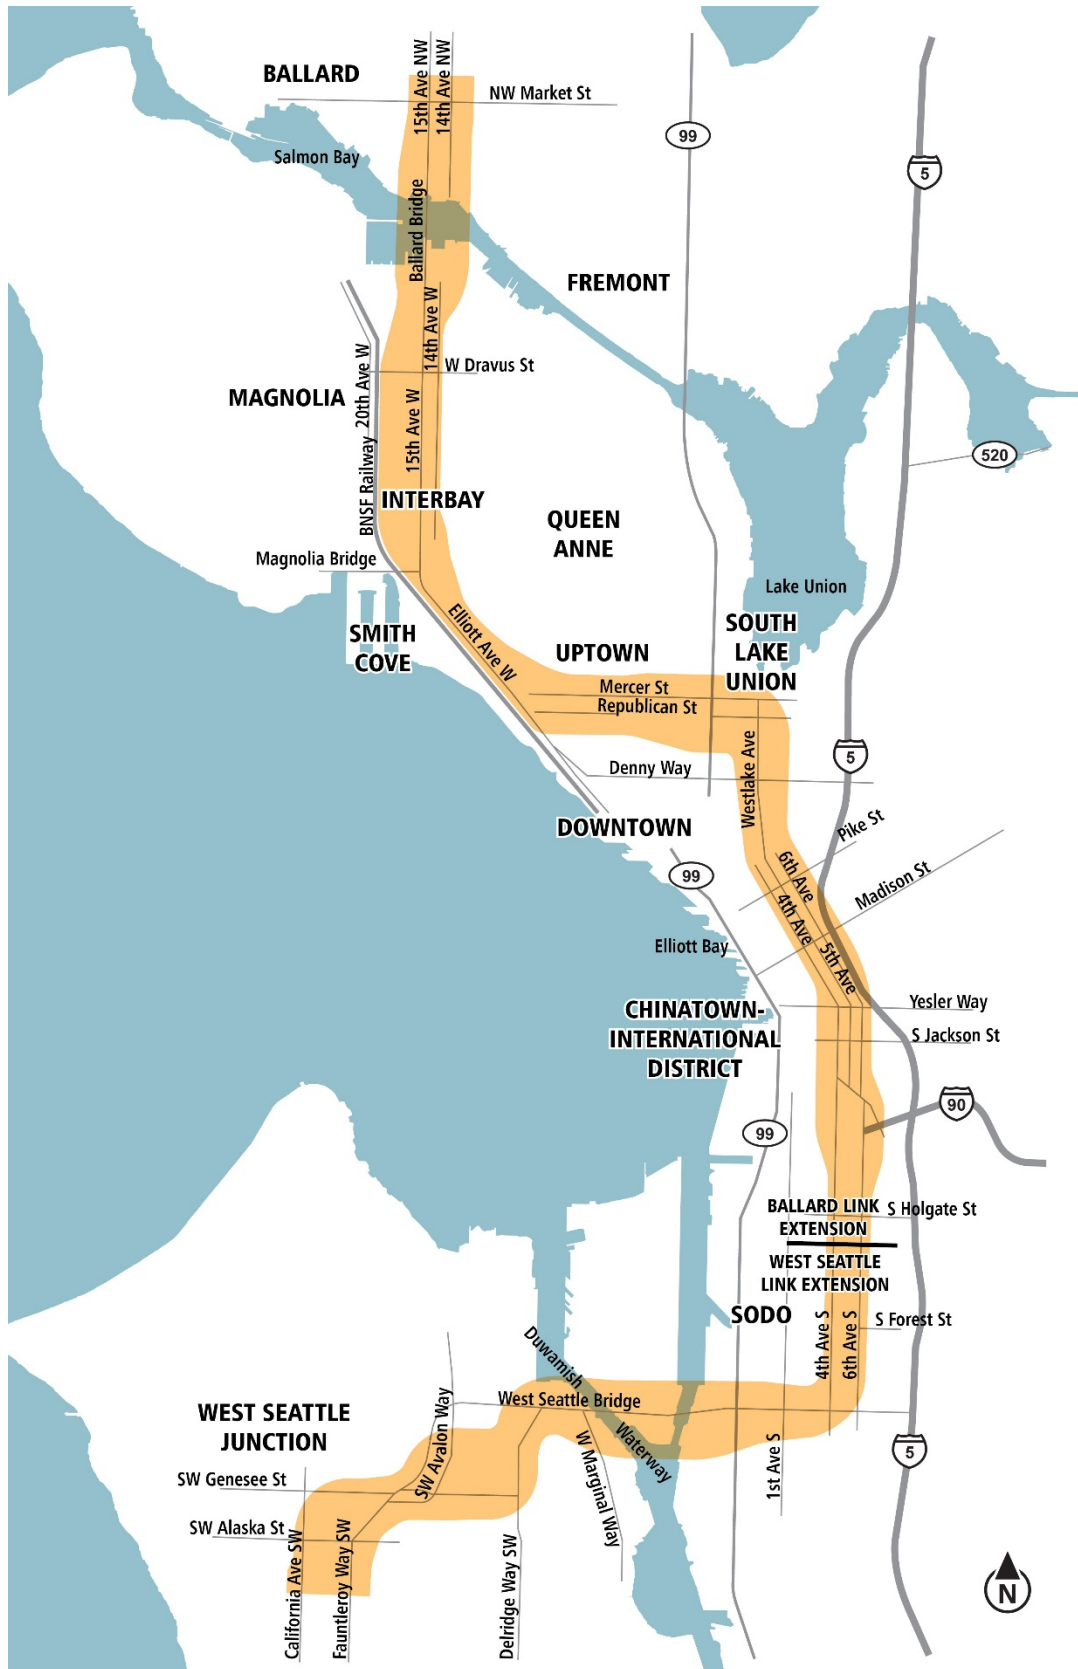 BALLARD
15th Ave NW
14th Ave NW
NW Market St
99
5
Salmon Bay
Ballard Bridge
FREMONT
14th Ave W
W Dravus St
20th Ave W
MAGNOLIA
15th Ave W
BNSF Railway
520
INTERBAY
QUEEN
ANNE
Magnolia Bridge
Lake Union
SMITH
COVE
Elliott Ave W
SOUTH
LAKE
UNION
UPTOWN
Mercer St
Republican St
Westlake Ave
5
Denny Way
DOWNTOWN
Pike St
99
6th Ave
Madison St
4th Ave
Elliott Bay
5th Ave
CHINATOWN-
INTERNATIONAL
DISTRICT
Yesler Way
S Jackson St
90
99
BALLARD LINK
EXTENSION
S Holgate St
WEST SEATTLE
LINK EXTENSION
SODO
S Forest St
4th Ave S
6th Ave S
Duwamish
Waterway
West Seattle Bridge
WEST SEATTLE
JUNCTION
SW Avalon Way
W Marginal Way
1st Ave S
5
SW Genesee St
SW Alaska St
California Ave SW
Fauntleroy Way SW
Delridge Way SW
N